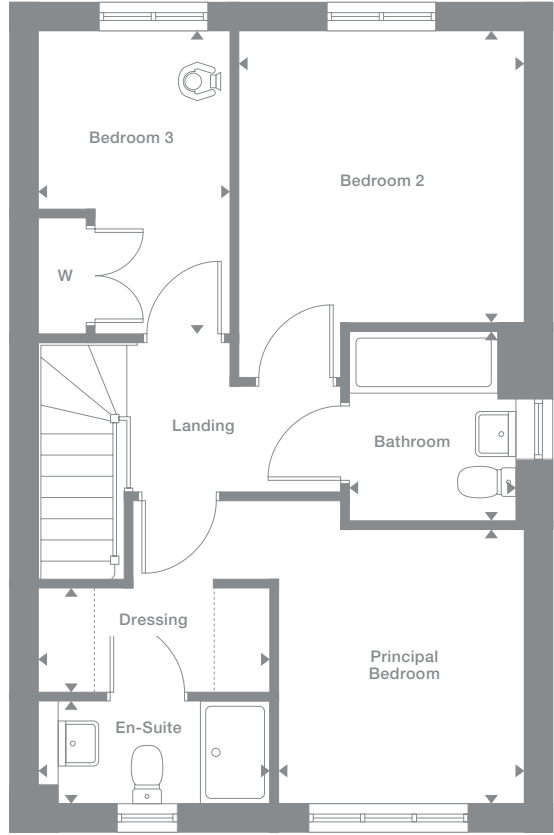 Bedroom 3
Bedroom 2
W
Landing
Bathroom
Dressing
Principal
Bedroom
En-Suite